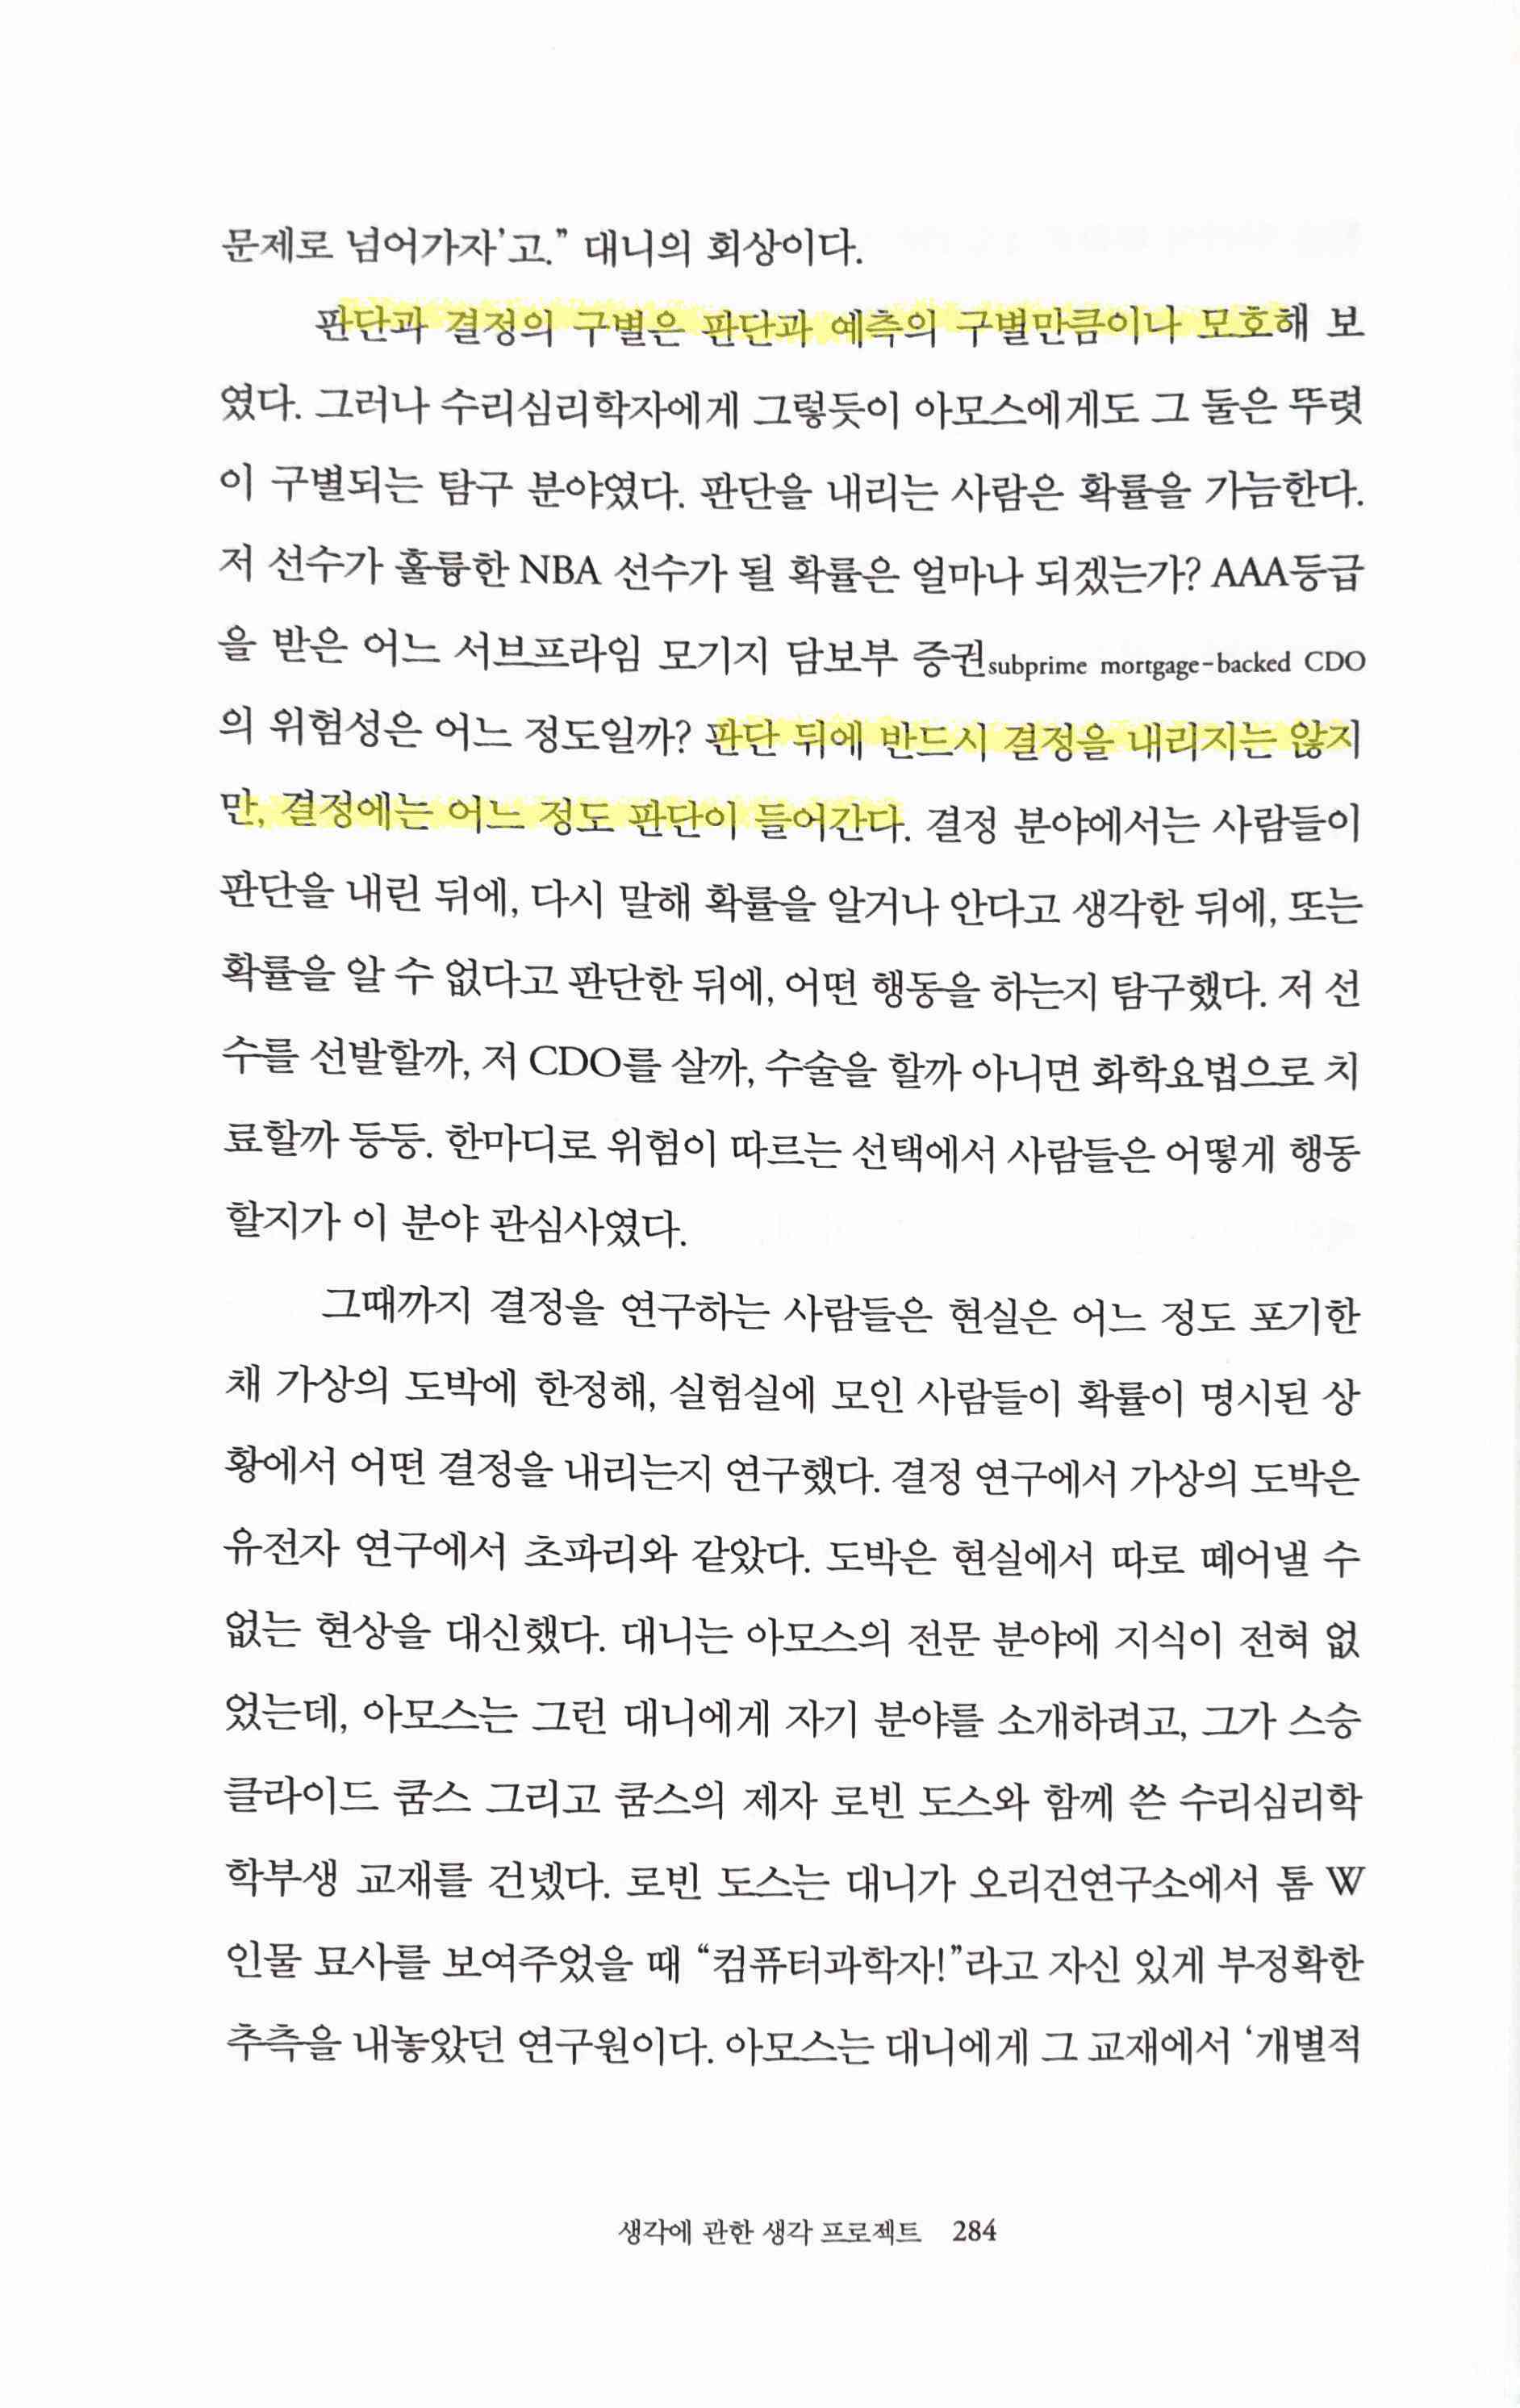 문제로 넘어가자’고.” 대니의 회상이다.
판단과 결정의 구별은 판단과 예측의 구별만큼이나 모호해 보
였다. 그러나 수리심리학자에게 그렇듯이 아모스에게도 그 둘은 뚜렷
이 구별되는 탐구 분야였다. 판단을 내리는 사람은 확률을 가늠한다.
저 선수가 훌륭한 NBA 선수가 될 확률은 얼마나 되겠는가? AAA등급
을 받은 어느 서브프라임 모기지 담보부 증권subprime mortgage-backed CDO
의 위험성은 어느 정도일까? 판단 뒤에 반드시 결정을 내리지는 않지
만, 결정에는 어느 정도 판단이 들어간다. 결정 분야에서는 사람들이
판단을 내린 뒤에, 다시 말해 확률을 알거나 안다고 생각한 뒤에, 또는
확률을 알 수 없다고 판단한 뒤에, 어떤 행동을 하는지 탐구했다. 저 선
수를 선발할까, 저 CDO를 살까, 수술을 할까 아니면 화학요법으로 치
료할까 등등. 한마디로 위험이 따르는 선택에서 사람들은 어떻게 행동
할지가 이 분야 관심사였다.
그때까지 결정을 연구하는 사람들은 현실은 어느 정도 포기한
채 가상의 도박에 한정해, 실험실에 모인 사람들이 확률이 명시된 상
황에서 어떤 결정을 내리는지 연구했다. 결정 연구에서 가상의 도박은
유전자 연구에서 초파리와 같았다. 도박은 현실에서 따로 떼어낼 수
없는 현상을 대신했다. 대니는 아모스의 전문 분야에 지식이 전혀 없
었는데, 아모스는 그런 대니에게 자기 분야를 소개하려고, 그가 스승
클라이드 쿰스 그리고 쿰스의 제자 로빈 도스와 함께 쓴 수리심리학
학부생 교재를 건넸다. 로빈 도스는 대니가 오리건연구소에서 톰 W
인물 묘사를 보여주었을 때 “컴퓨터과학자!”라고 자신 있게 부정확한
추측을 내놓았던 연구원이다. 아모스는 대니에게 그 교재에서 ‘개별적
생각에 관한 생각 프로젝트 284